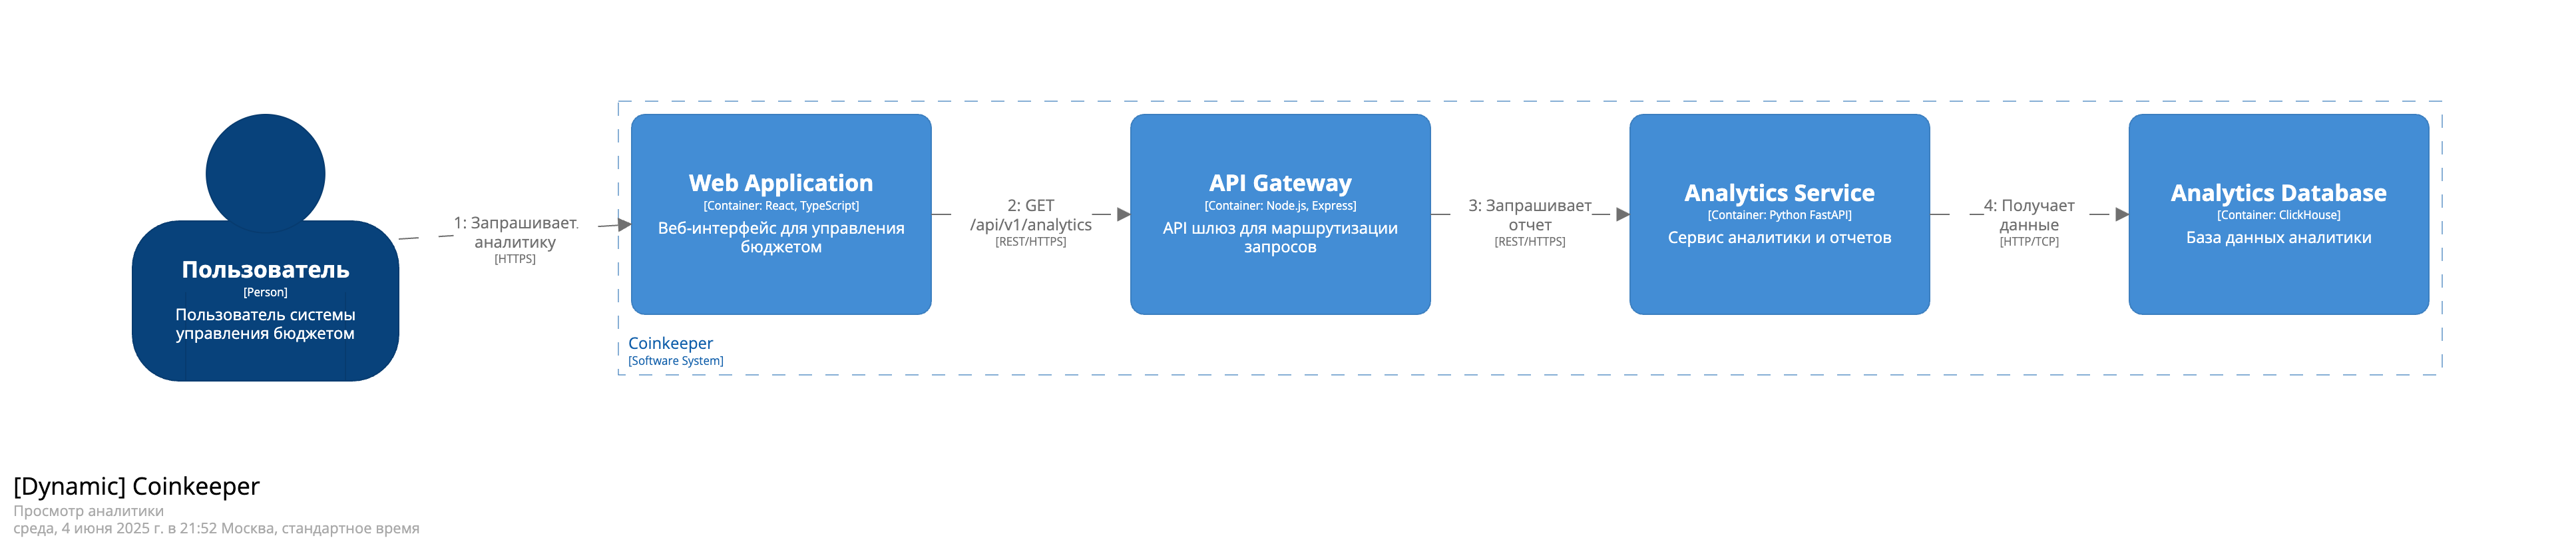 Пользователь
[Person]
Пользователь системы
управления бюджетом
1: Запрашивает
аналитику
[HTTPS]
Web Application
[Container: React, TypeScript]
Веб-интерфейс для управления
бюджетом
2: GET
/api/v1/analytics
[REST/HTTPS]
API Gateway
[Container: Node.js, Express]
API шлюз для маршрутизации
запросов
3: Запрашивает
отчет
[REST/HTTPS]
Analytics Service
[Container: Python FastAPI]
Сервис аналитики и отчетов
4: Получает
данные
[HTTP/TCP]
Analytics Database
[Container: ClickHouse]
База данных аналитики
Coinkeeper
[Software System]
[Dynamic] Coinkeeper
Просмотр аналитики
среда, 4 июня 2025 г. в 21:52 Москва, стандартное время